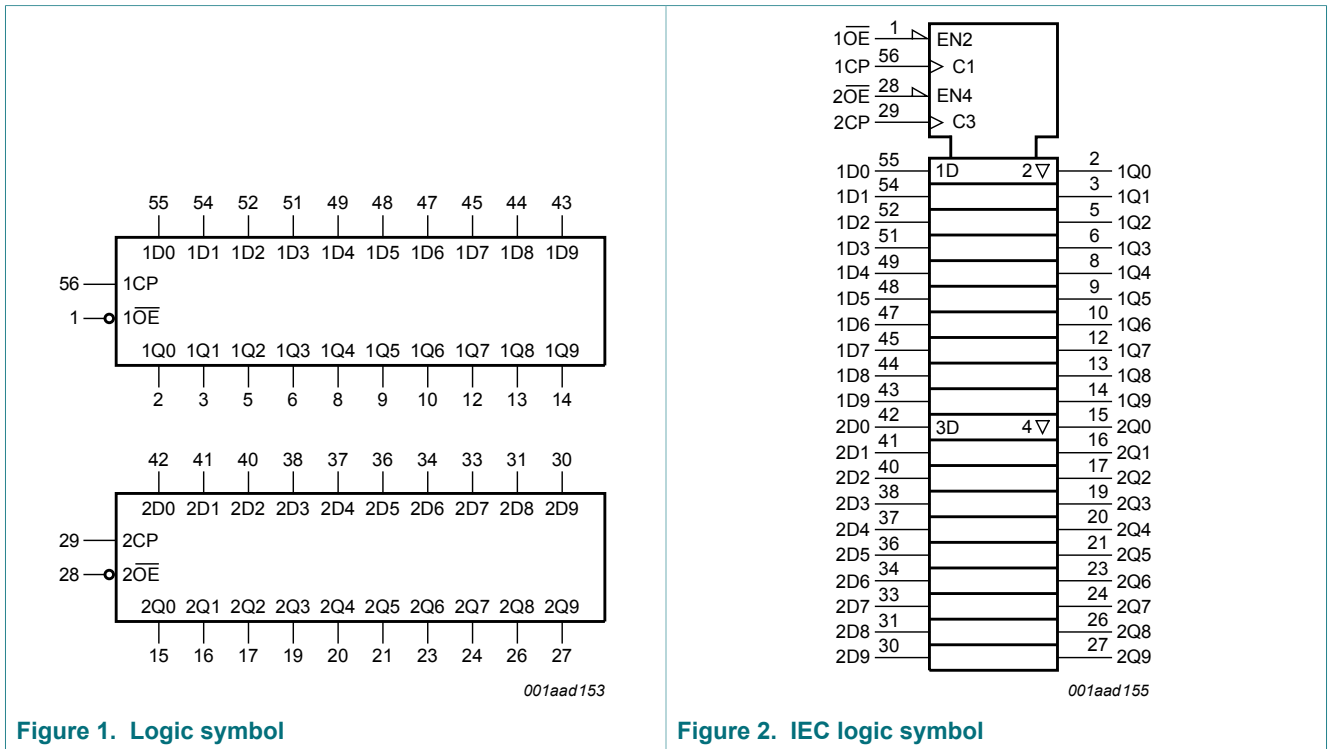 55 54 52 51 49 48 47 45 44 43
1D0 1D1 1D2 1D3 1D4 1D5 1D6 1D7 1D8 1D9
56 1CP
1 1O̅E̅
1Q0 1Q1 1Q2 1Q3 1Q4 1Q5 1Q6 1Q7 1Q8 1Q9
2 3 5 6 8 9 10 12 13 14
42 41 40 38 37 36 34 33 31 30
2D0 2D1 2D2 2D3 2D4 2D5 2D6 2D7 2D8 2D9
29 2CP
28 2O̅E̅
2Q0 2Q1 2Q2 2Q3 2Q4 2Q5 2Q6 2Q7 2Q8 2Q9
15 16 17 19 20 21 23 24 26 27
001aad153
Figure 1. Logic symbol
1O̅E̅ 1 EN2
1CP 56 C1
2O̅E̅ 28 EN4
2CP 29 C3
1D0 55 1D 2▽ 2 1Q0
1D1 54 3 1Q1
1D2 52 5 1Q2
1D3 51 6 1Q3
1D4 49 8 1Q4
1D5 48 9 1Q5
1D6 47 10 1Q6
1D7 45 12 1Q7
1D8 44 13 1Q8
1D9 43 14 1Q9
2D0 42 3D 4▽ 15 2Q0
2D1 41 16 2Q1
2D2 40 17 2Q2
2D3 38 19 2Q3
2D4 37 20 2Q4
2D5 36 21 2Q5
2D6 34 23 2Q6
2D7 33 24 2Q7
2D8 31 26 2Q8
2D9 30 27 2Q9
001aad155
Figure 2. IEC logic symbol